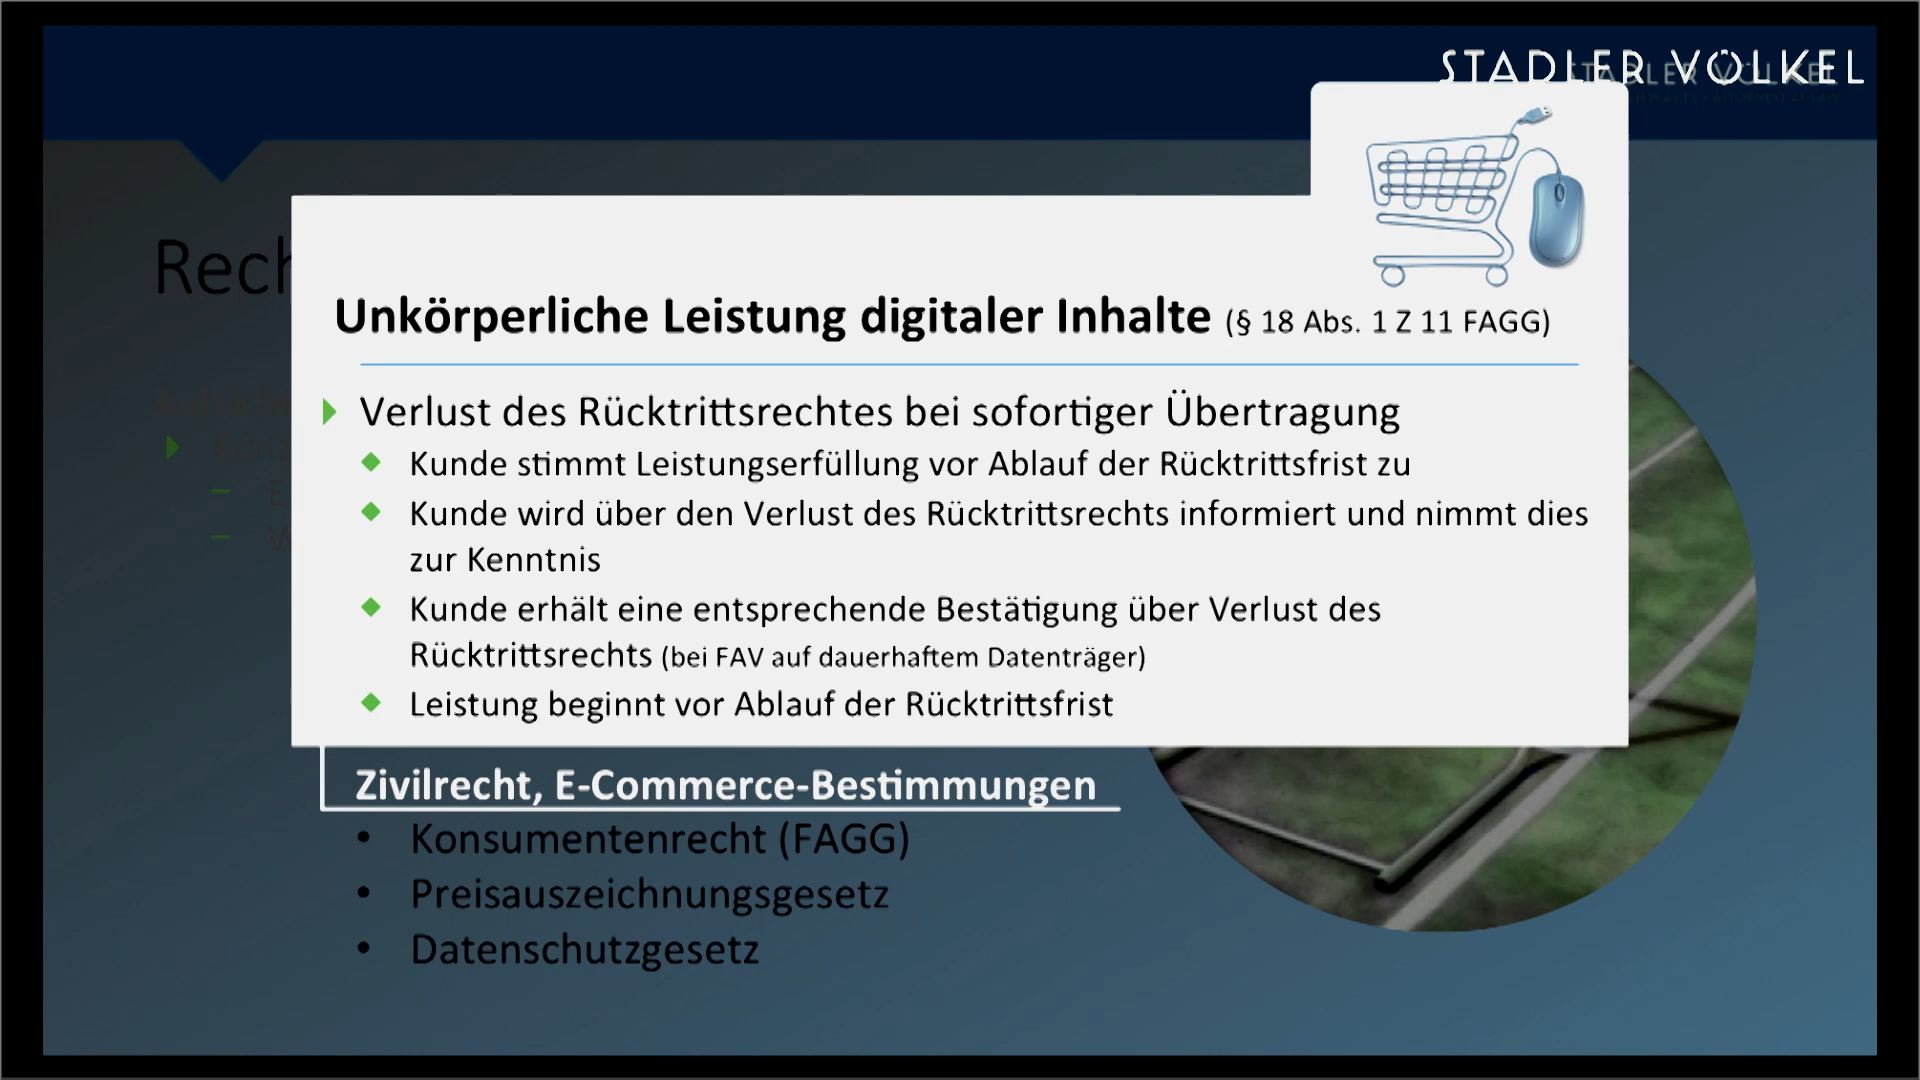 STADLER VÖLKEL
Unkörperliche Leistung digitaler Inhalte (§ 18 Abs. 1 Z 11 FAGG)
Verlust des Rücktrittsrechtes bei sofortiger Übertragung
Kunde stimmt Leistungserfüllung vor Ablauf der Rücktrittsfrist zu
Kunde wird über den Verlust des Rücktrittsrechts informiert und nimmt dies
zur Kenntnis
Kunde erhält eine entsprechende Bestätigung über Verlust des
Rücktrittsrechts (bei FAV auf dauerhaftem Datenträger)
Leistung beginnt vor Ablauf der Rücktrittsfrist
Zivilrecht, E-Commerce-Bestimmungen
• Konsumentenrecht (FAGG)
• Preisauszeichnungsgesetz
• Datenschutzgesetz